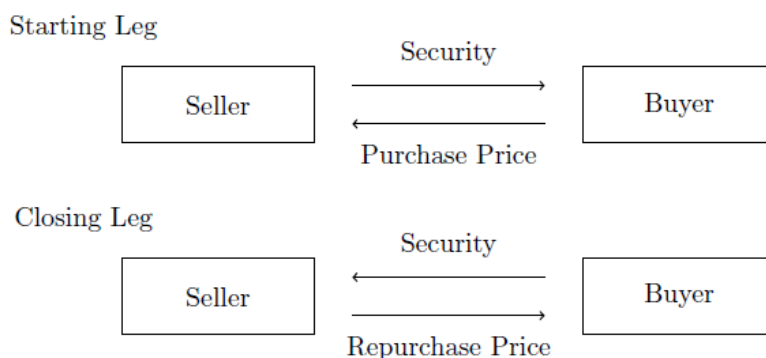 Starting Leg
Security
Seller
Buyer
Purchase Price
Closing Leg
Security
Seller
Buyer
Repurchase Price